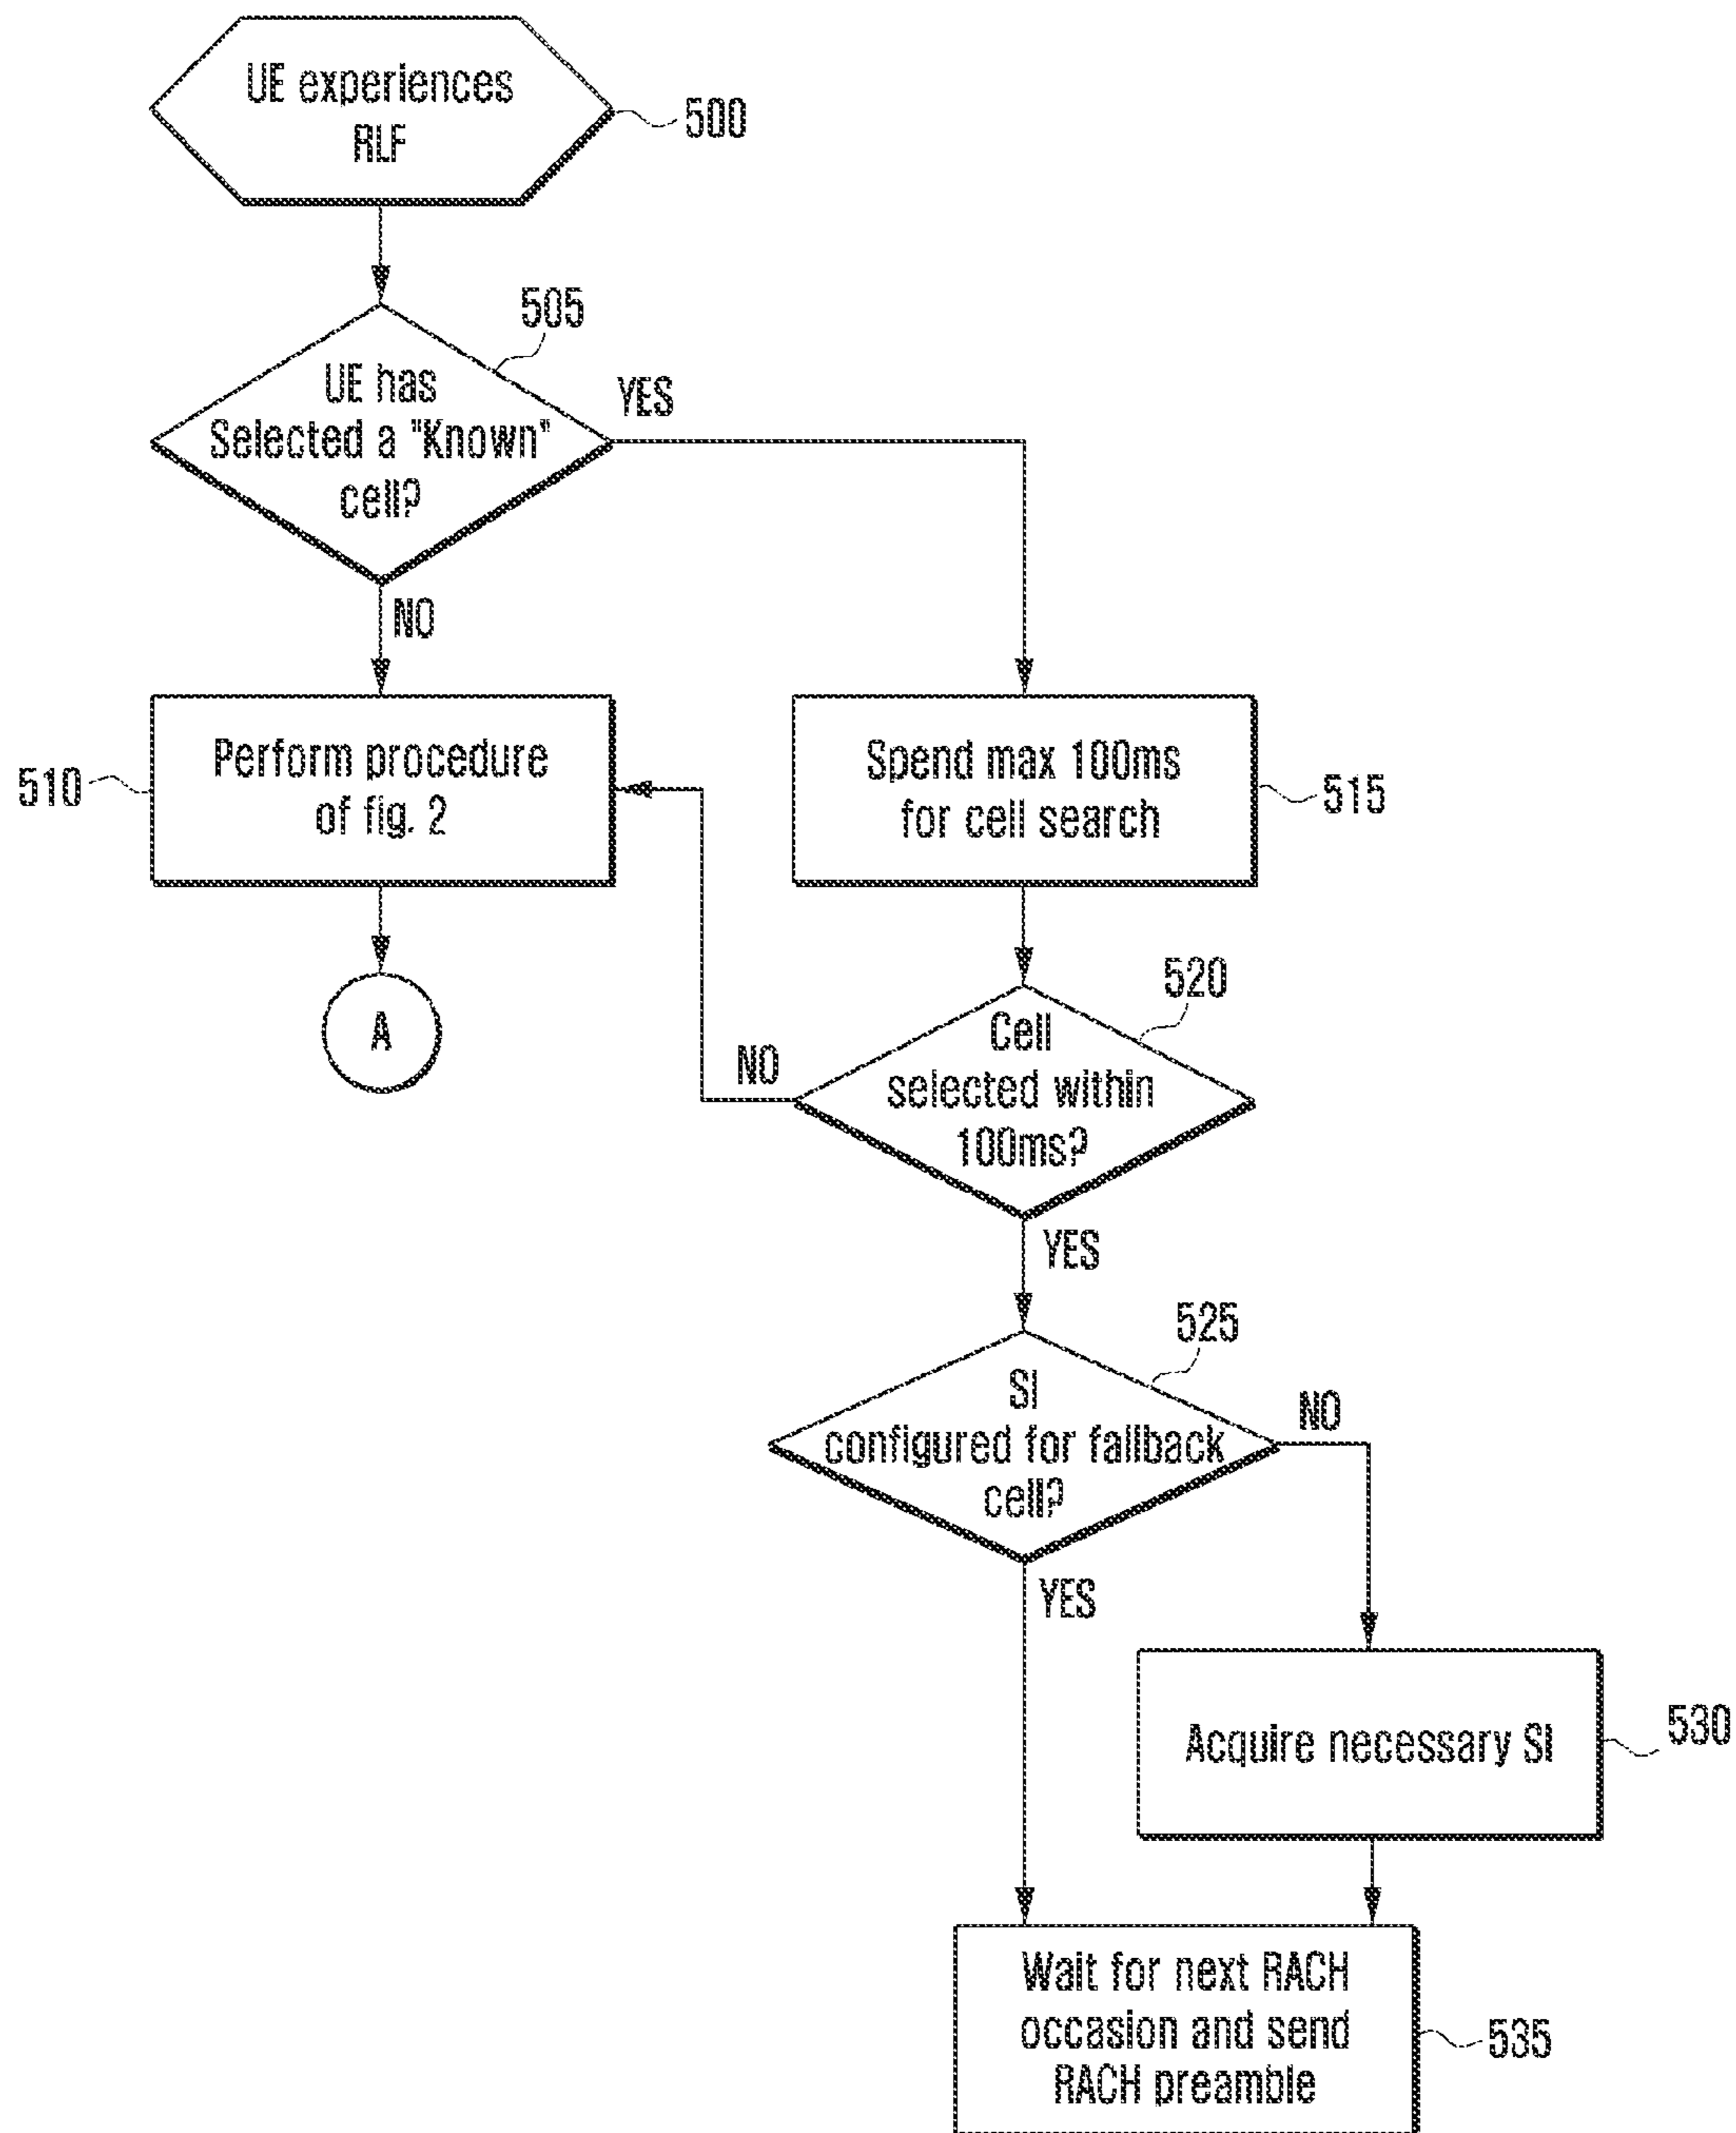 UE experiences
RLF
500
505
UE has
Selected a "Known"
cell?
YES
NO
510
Perform procedure
of fig. 2
Spend max 100ms
for cell search
515
A
520
Cell
selected within
100ms?
NO
YES
525
SI
configured for fallback
cell?
NO
YES
Acquire necessary SI
530
Wait for next RACH
occasion and send
RACH preamble
535